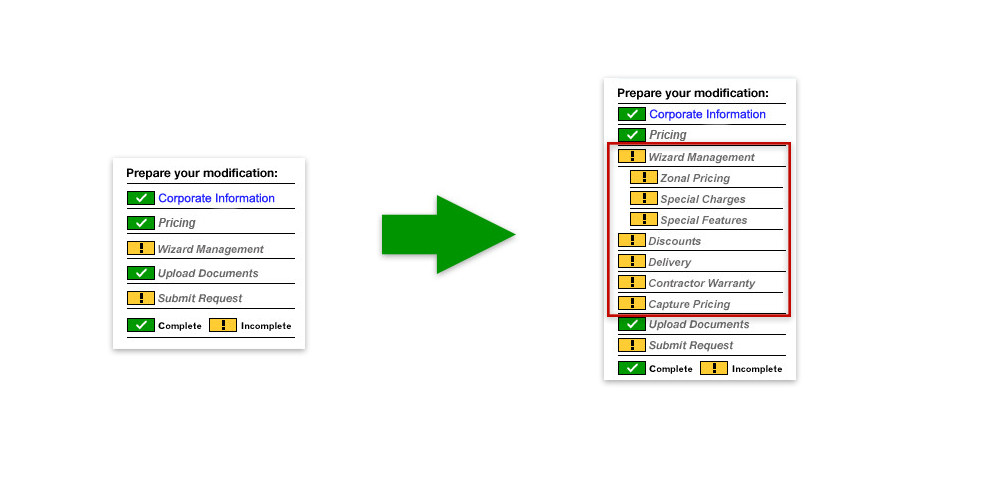 Prepare your modification:
Corporate Information
Pricing
Wizard Management
Upload Documents
Submit Request
Complete Incomplete
Prepare your modification:
Corporate Information
Pricing
Wizard Management
Zonal Pricing
Special Charges
Special Features
Discounts
Delivery
Contractor Warranty
Capture Pricing
Upload Documents
Submit Request
Complete Incomplete